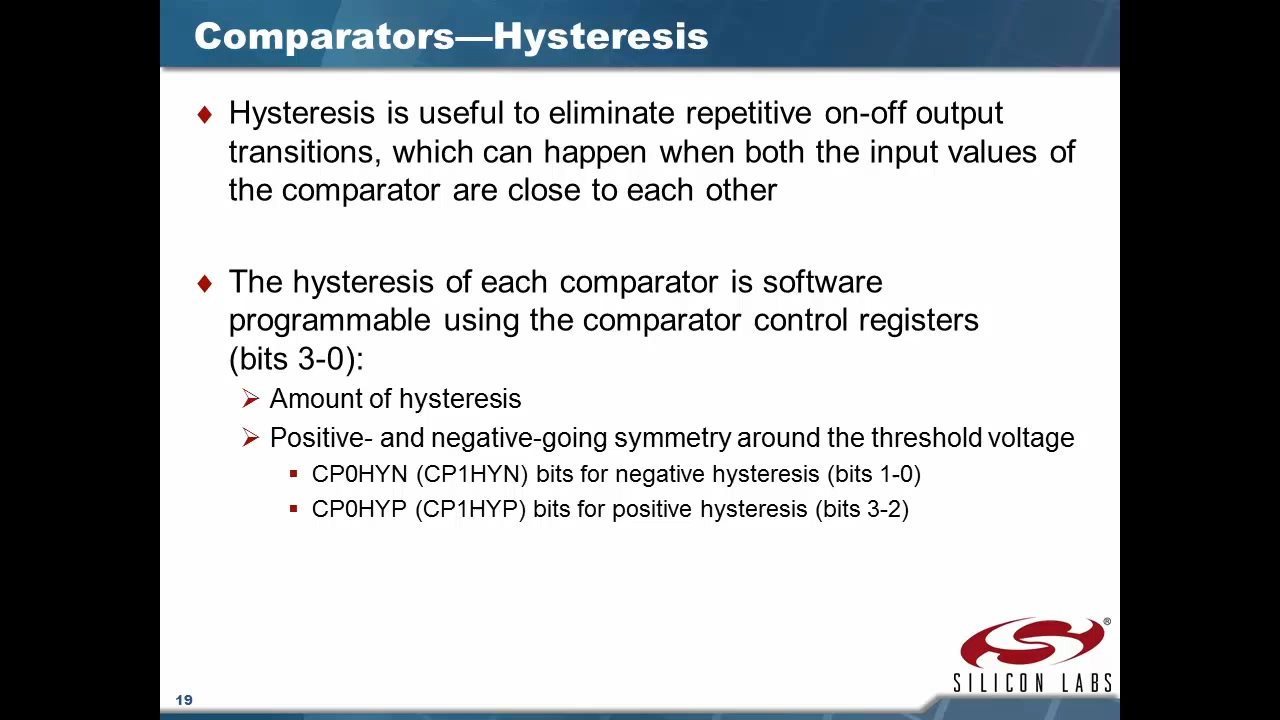 Comparators—Hysteresis
Hysteresis is useful to eliminate repetitive on-off output
transitions, which can happen when both the input values of
the comparator are close to each other
The hysteresis of each comparator is software
programmable using the comparator control registers
(bits 3-0):
Amount of hysteresis
Positive- and negative-going symmetry around the threshold voltage
CP0HYN (CP1HYN) bits for negative hysteresis (bits 1-0)
CP0HYP (CP1HYP) bits for positive hysteresis (bits 3-2)
®
SILICON LABS
19